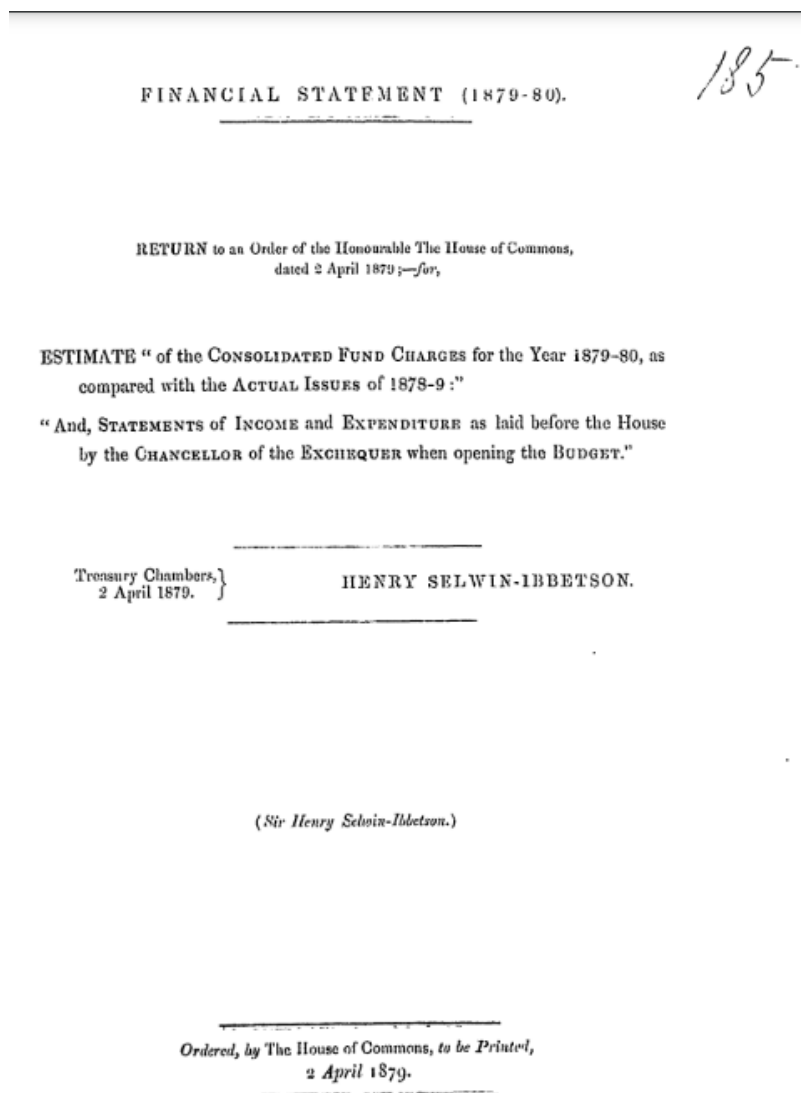 185.
FINANCIAL STATEMENT (1879-80).
RETURN to an Order of the Honourable The House of Commons,
dated 2 April 1879;—for,
ESTIMATE " of the CONSOLIDATED FUND CHARGES for the Year 1879–80, as
compared with the ACTUAL ISSUES of 1878-9:"
" And, STATEMENTS of INCOME and EXPENDITURE as laid before the House
by the CHANCELLOR of the EXCHEQUER when opening the BUDGET."
Treasury Chambers,}
2 April 1879.
HENRY SELWIN-IBBETSON.
(Sir Henry Selwin-Ibbetson.)
Ordered, by The House of Commons, to be Printed,
2 April 1879.